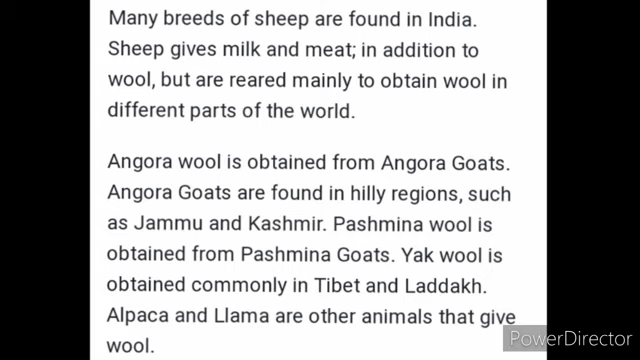 Many breeds of sheep are found in India.
Sheep gives milk and meat; in addition to
wool, but are reared mainly to obtain wool in
different parts of the world.
Angora wool is obtained from Angora Goats.
Angora Goats are found in hilly regions, such
as Jammu and Kashmir. Pashmina wool is
obtained from Pashmina Goats. Yak wool is
obtained commonly in Tibet and Laddakh.
Alpaca and Llama are other animals that give
wool.
PowerDirector